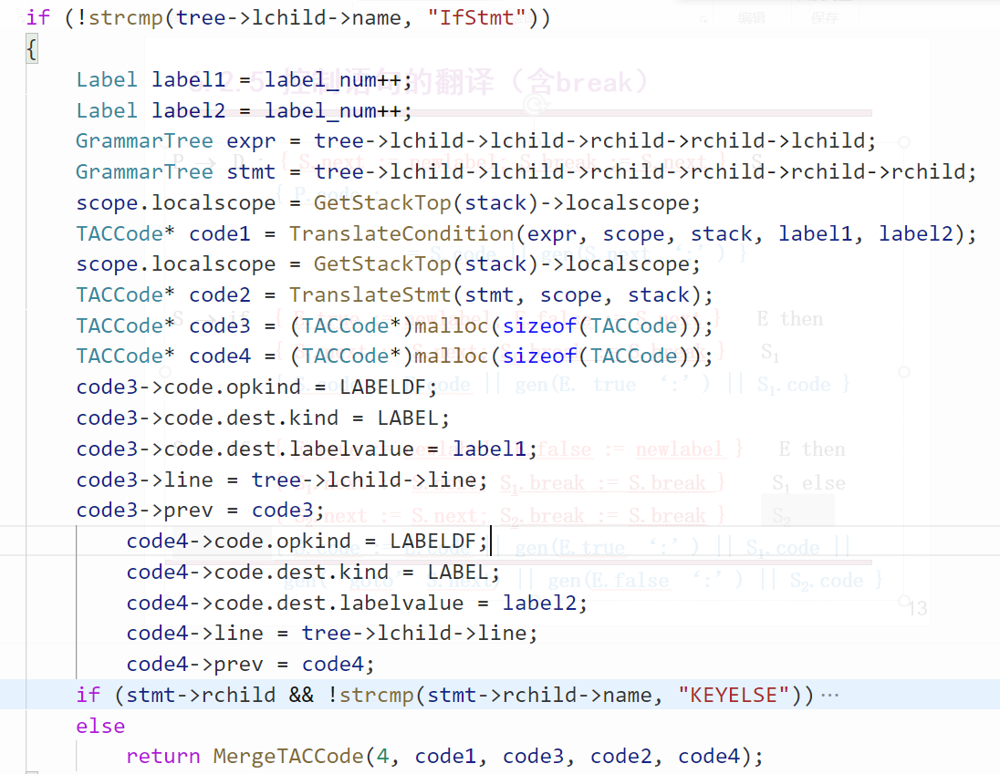 if (!strcmp(tree->lchild->name, "IfStmt"))
{
Label label1 = label_num++;
Label label2 = label_num++;
GrammarTree expr = tree->lchild->lchild->rchild->rchild->lchild;
GrammarTree stmt = tree->lchild->lchild->rchild->rchild->rchild->rchild;
scope.localscope = GetStackTop(stack)->localscope;
TACCode* code1 = TranslateCondition(expr, scope, stack, label1, label2);
scope.localscope = GetStackTop(stack)->localscope;
TACCode* code2 = TranslateStmt(stmt, scope, stack);
TACCode* code3 = (TACCode*)malloc(sizeof(TACCode));
TACCode* code4 = (TACCode*)malloc(sizeof(TACCode));
code3->code.opkind = LABELDF;
code3->code.dest.kind = LABEL;
code3->code.dest.labelvalue = label1;
code3->line = tree->lchild->line;
code3->prev = code3;
code4->code.opkind = LABELDF;
code4->code.dest.kind = LABEL;
code4->code.dest.labelvalue = label2;
code4->line = tree->lchild->line;
code4->prev = code4;
if (stmt->rchild && !strcmp(stmt->rchild->name, "KEYELSE"))···
else
return MergeTACCode(4, code1, code3, code2, code4);